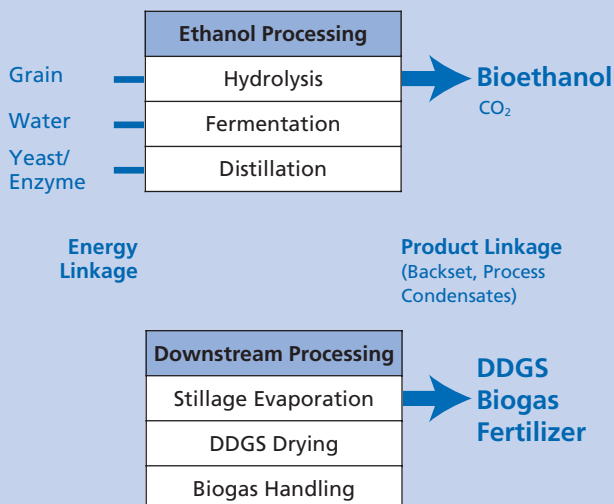 Ethanol Processing
Grain
Hydrolysis
Bioethanol
CO₂
Water
Fermentation
Yeast/
Enzyme
Distillation
Energy
Linkage
Product Linkage
(Backset, Process
Condensates)
Downstream Processing
Stillage Evaporation
DDGS
Biogas
Fertilizer
DDGS Drying
Biogas Handling